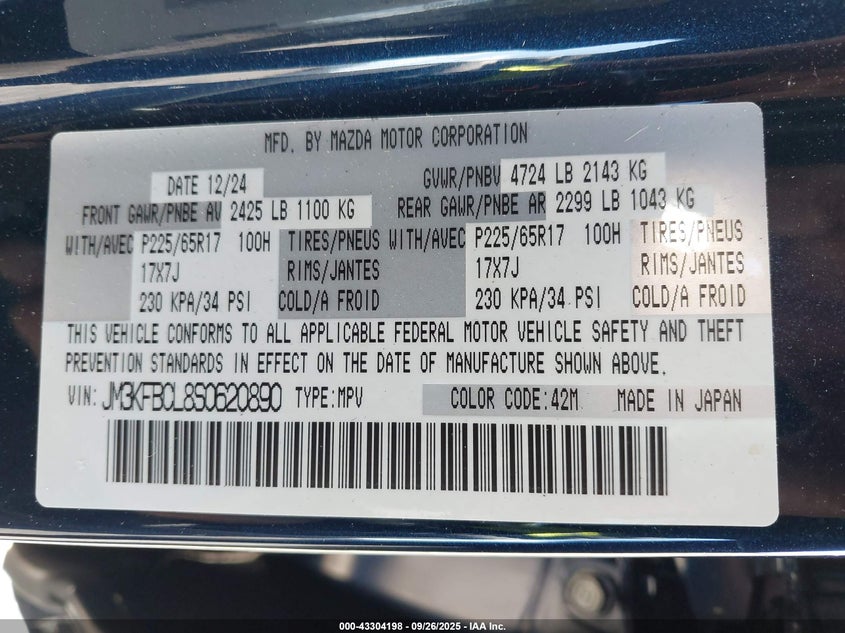 MFD. BY MAZDA MOTOR CORPORATION
DATE 12/24 GVWR/PNBV 4724 LB 2143 KG
FRONT GAWR/PNBE AV 2425 LB 1100 KG REAR GAWR/PNBE AR 2299 LB 1043 KG
WITH/AVEC P225/65R17 100H TIRES/PNEUS WITH/AVEC P225/65R17 100H TIRES/PNEUS
17X7J RIMS/JANTES 17X7J RIMS/JANTES
230 KPA/34 PSI COLD/A FROID 230 KPA/34 PSI COLD/A FROID
THIS VEHICLE CONFORMS TO ALL APPLICABLE FEDERAL MOTOR VEHICLE SAFETY AND THEFT
PREVENTION STANDARDS IN EFFECT ON THE DATE OF MANUFACTURE SHOWN ABOVE.
VIN: JM3KFBCL8S0620890 TYPE:MPV COLOR CODE:42M MADE IN JAPAN
000-43304198 - 09/26/2025 - IAA Inc.